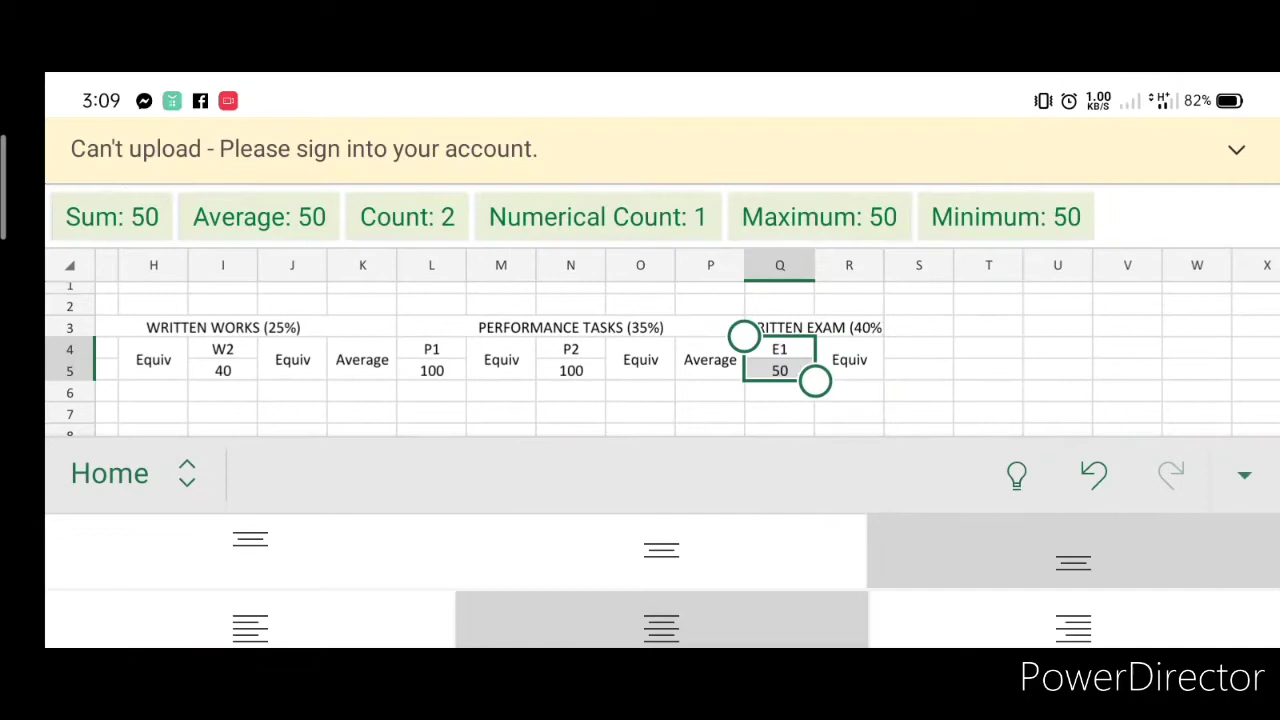 3:09 1.00 KB/S H+ 82%
Can't upload - Please sign into your account.
Sum: 50 Average: 50 Count: 2 Numerical Count: 1 Maximum: 50 Minimum: 50
H I J K L M N O P Q R S T U V W X
1
2
3 WRITTEN WORKS (25%) PERFORMANCE TASKS (35%) RITTEN EXAM (40%
4 W2 P1 P2 E1
Equiv Equiv Average Equiv Equiv Average Equiv
5 40 100 100 50
6
7
8
Home
PowerDirector